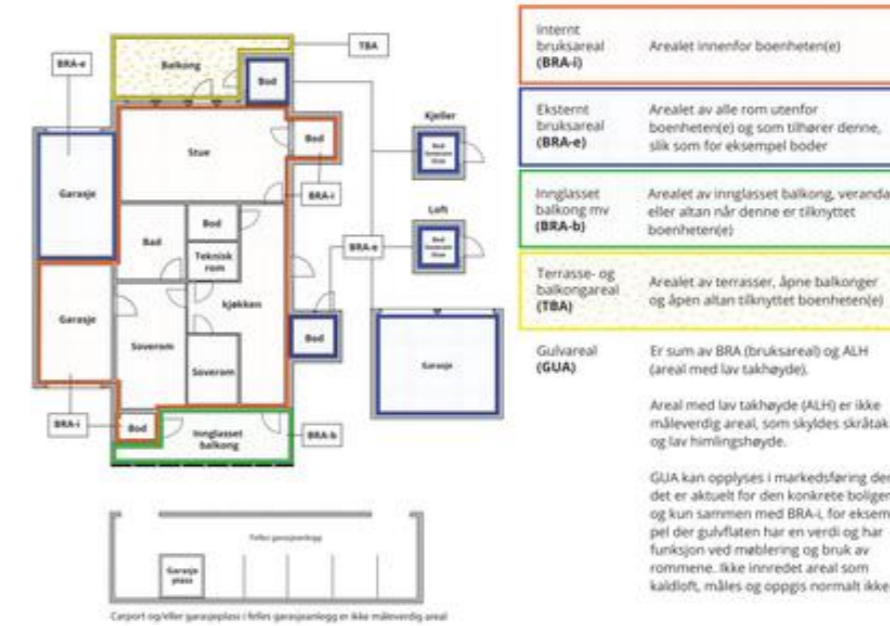 TBA
BRA-e
Balkong
Bod
Kjeller
Stue
Bod
Garasje
BRA-i
Loft
Bod
Bad
BRA-e
Teknisk
rom
Garasje
kjøkken
Soverom
Bod
Garasje
Soverom
BRA-i
Bod
Innglasset
balkong
BRA-b
Felles garasjeanlegg
Garasje
plass
Carport og/eller garasjeplass i felles garasjeanlegg er ikke måleverdig areal
Internt
bruksareal
(BRA-i)
Arealet innenfor boenheten(e)
Eksternt
bruksareal
(BRA-e)
Arealet av alle rom utenfor
boenheten(e) og som tilhører denne,
slik som for eksempel boder
Innglasset
balkong mv
(BRA-b)
Arealet av innglasset balkong, veranda
eller altan når denne er tilknyttet
boenheten(e)
Terrasse- og
balkongareal
(TBA)
Arealet av terrasser, åpne balkonger
og åpen altan tilknyttet boenheten(e)
Gulvareal
(GUA)
Er sum av BRA (bruksareal) og ALH
(areal med lav takhøyde).
Areal med lav takhøyde (ALH) er ikke
måleverdig areal, som skyldes skråtak
og lav himlingshøyde.
GUA kan opplyses i markedsføring der
det er aktuelt for den konkrete boligen
og kun sammen med BRA-i, for eksem
pel der gulvflaten har en verdi og har
funksjon ved møblering og bruk av
rommene. Ikke innredet areal som
kaldloft, måles og oppgis normalt ikke